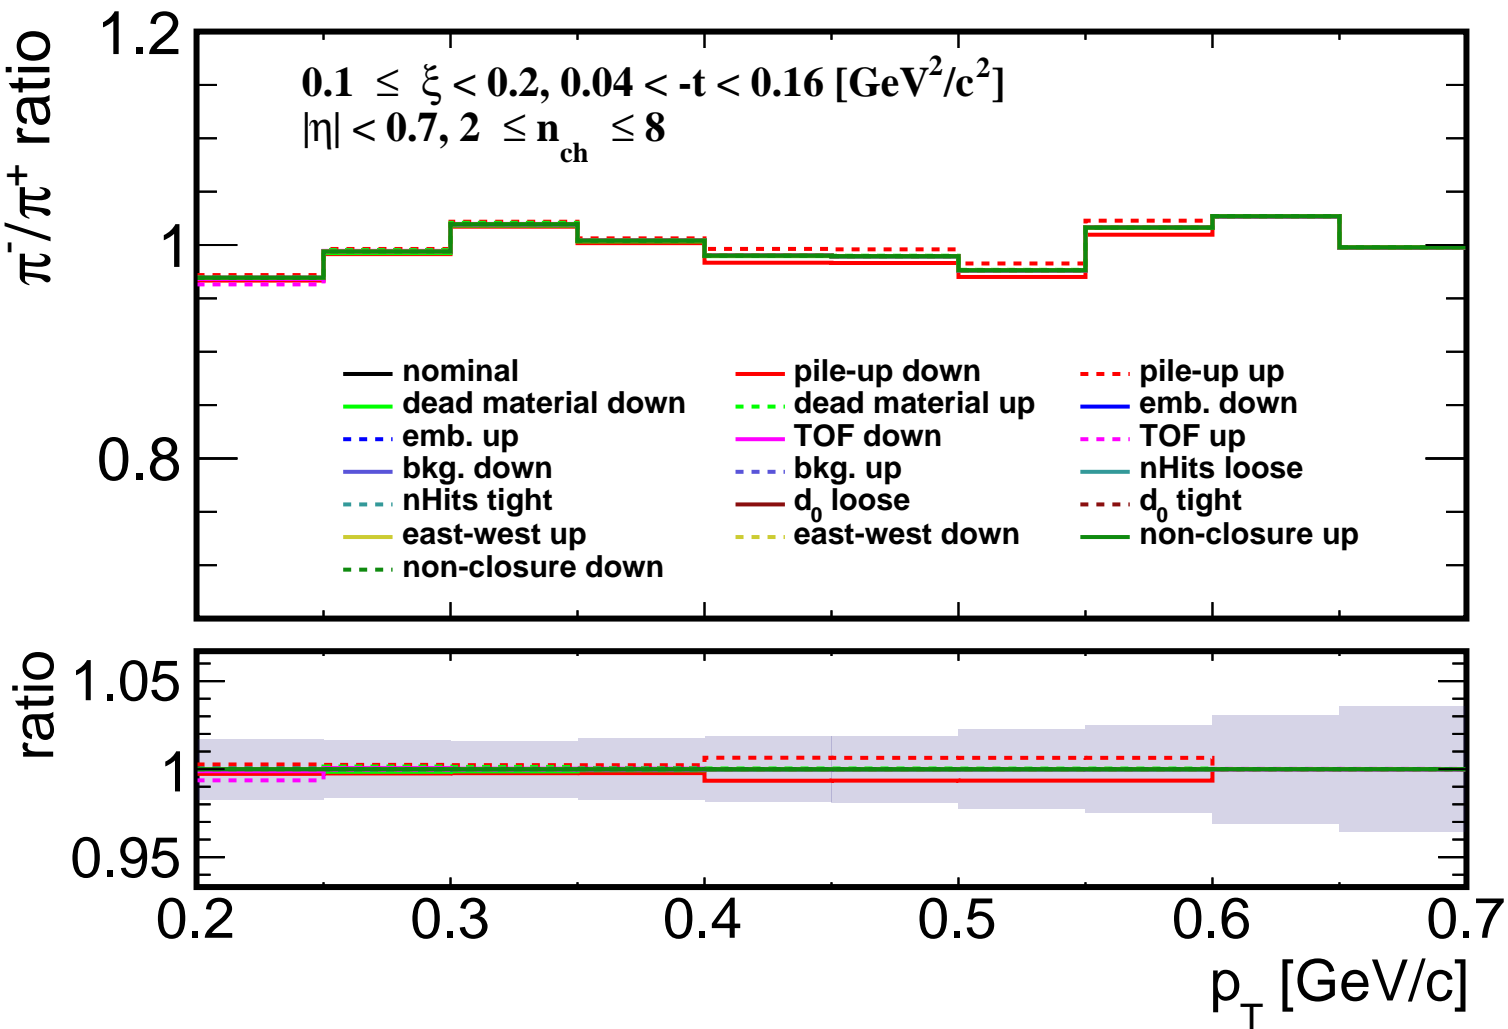 1.2
0.1 ≤ ξ < 0.2, 0.04 < -t < 0.16 [GeV²/c²]
|η| < 0.7, 2 ≤ n_ch ≤ 8
π⁻/π⁺ ratio
1
0.8
nominal pile-up down pile-up up
dead material down dead material up emb. down
emb. up TOF down TOF up
bkg. down bkg. up nHits loose
nHits tight d₀ loose d₀ tight
east-west up east-west down non-closure up
non-closure down
ratio
1.05
1
0.95
0.2 0.3 0.4 0.5 0.6 0.7
p_T [GeV/c]